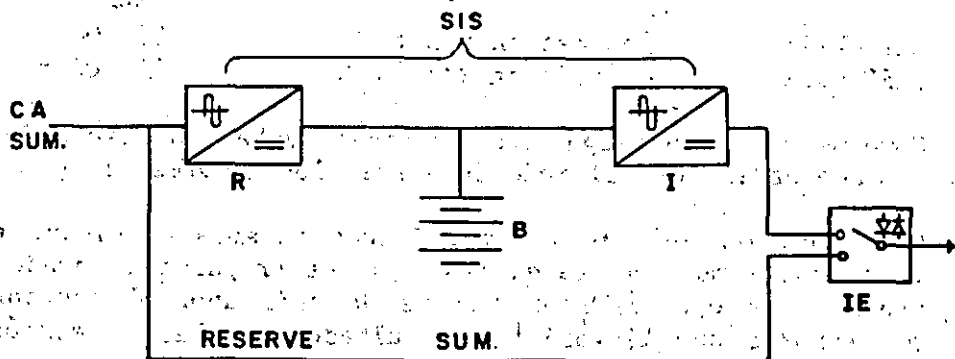 SIS
CA
SUM.
R
I
B
IE
RESERVE SUM.